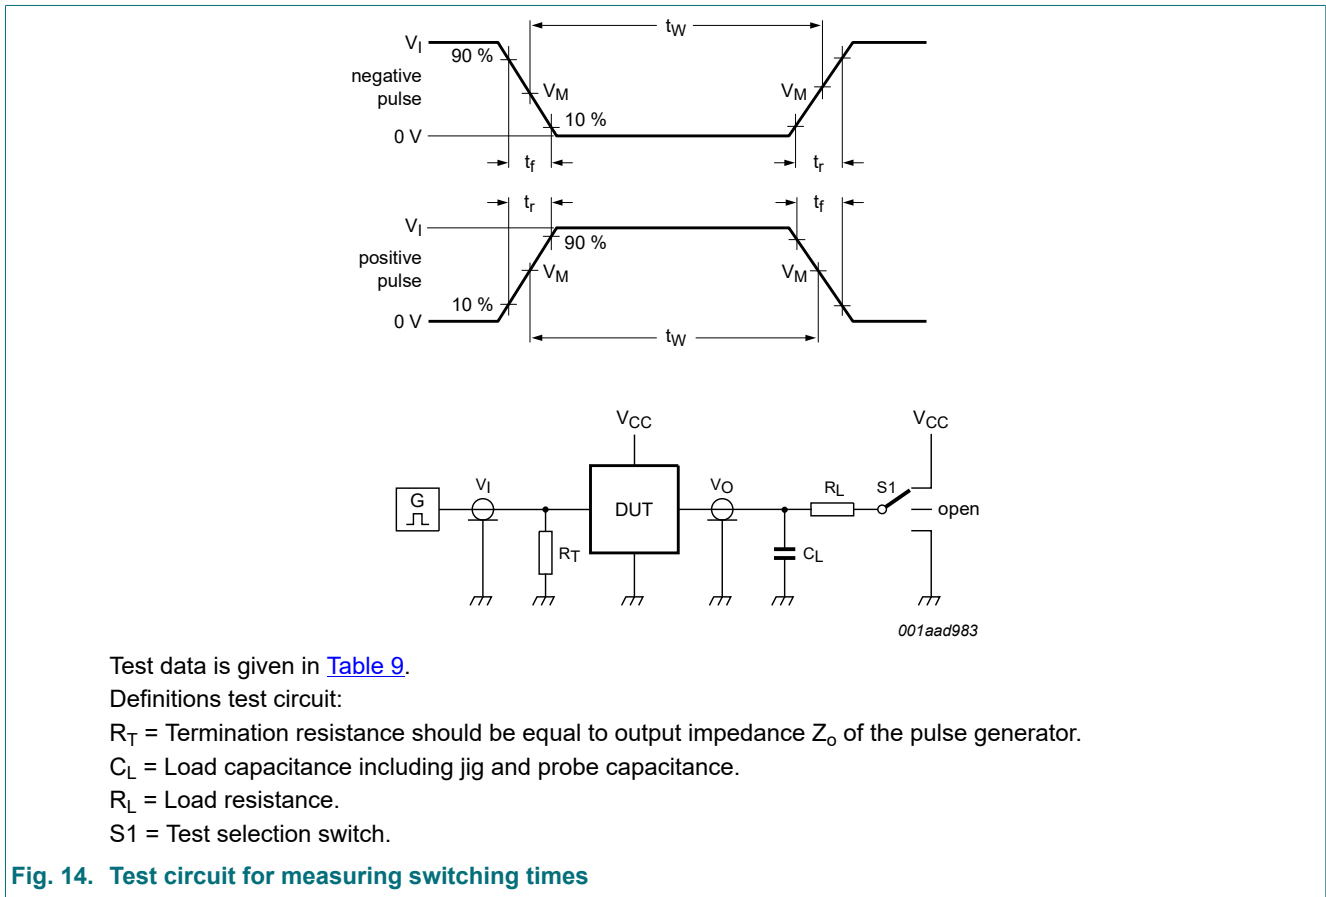 tW
VI
90 %
negative
pulse
VM
VM
10 %
0 V
tf
tr
tr
tf
VI
90 %
positive
pulse
VM
VM
10 %
0 V
tW
VCC
VCC
G
VI
DUT
VO
RL
S1
open
RT
CL
001aad983
Test data is given in Table 9.
Definitions test circuit:
RT = Termination resistance should be equal to output impedance Zo of the pulse generator.
CL = Load capacitance including jig and probe capacitance.
RL = Load resistance.
S1 = Test selection switch.
Fig. 14. Test circuit for measuring switching times